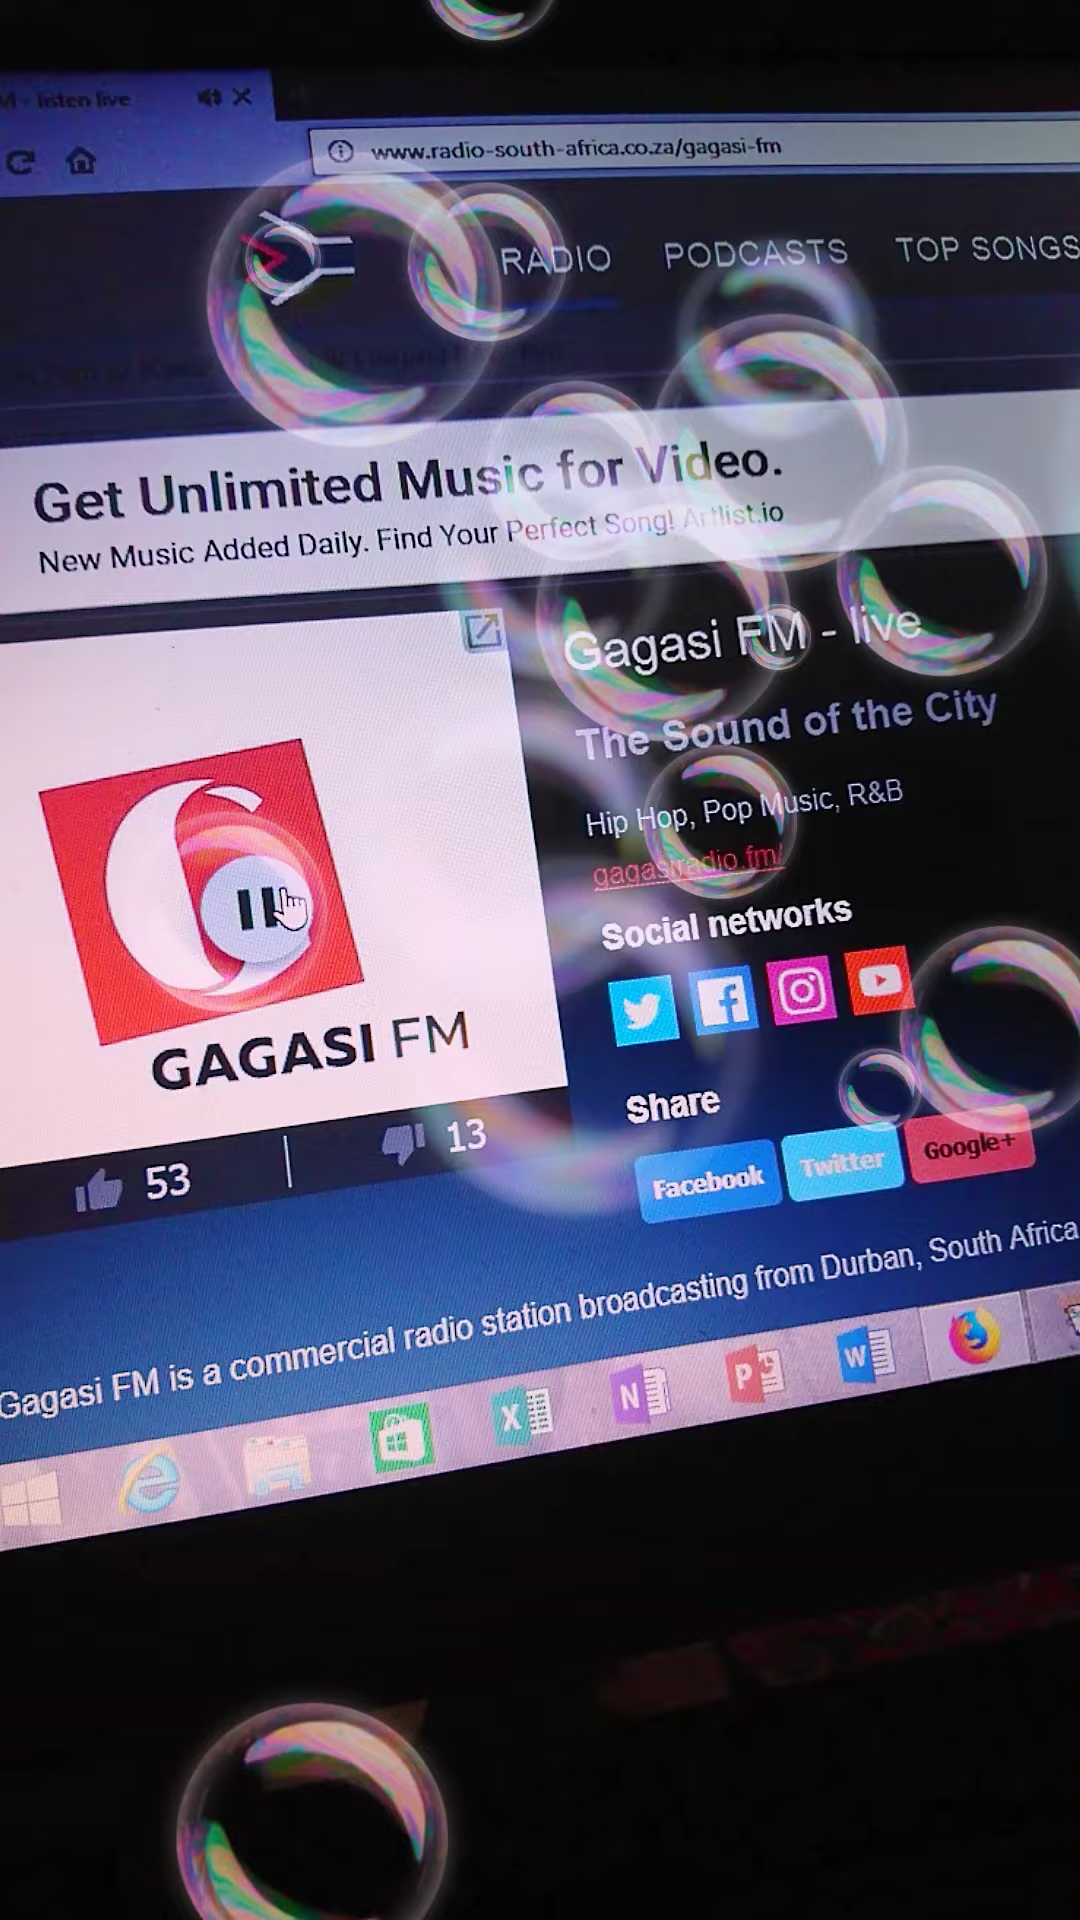 listen live
www.radio-south-africa.co.za/gagasi-fm
RADIO PODCASTS TOP SONGS
Get Unlimited Music for Video.
New Music Added Daily. Find Your Perfect Song! Artlist.io
Gagasi FM - live
The Sound of the City
Hip Hop, Pop Music, R&B
gagasiradio.fm/
Social networks
GAGASI FM
Share
53 13
Facebook Twitter Google+
Gagasi FM is a commercial radio station broadcasting from Durban, South Africa
X N P W